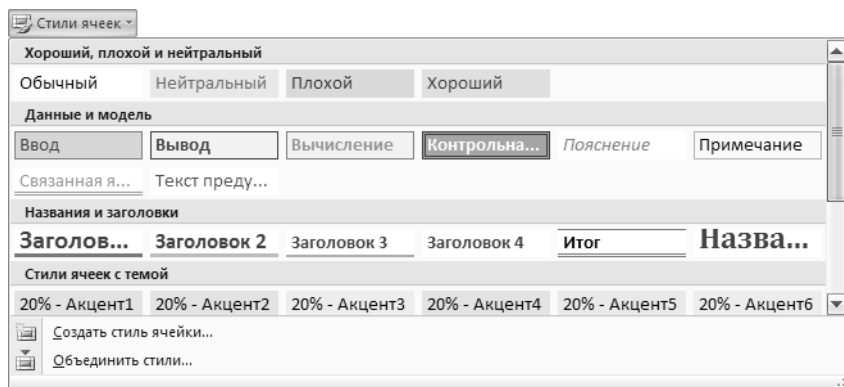 Стили ячеек
Хороший, плохой и нейтральный
Обычный Нейтральный Плохой Хороший
Данные и модель
Ввод Вывод Вычисление Контрольна... Пояснение Примечание
Связанная я... Текст преду...
Названия и заголовки
Заголов... Заголовок 2 Заголовок 3 Заголовок 4 Итог Назва...
Стили ячеек с темой
20% - Акцент1 20% - Акцент2 20% - Акцент3 20% - Акцент4 20% - Акцент5 20% - Акцент6
Создать стиль ячейки...
Объединить стили...